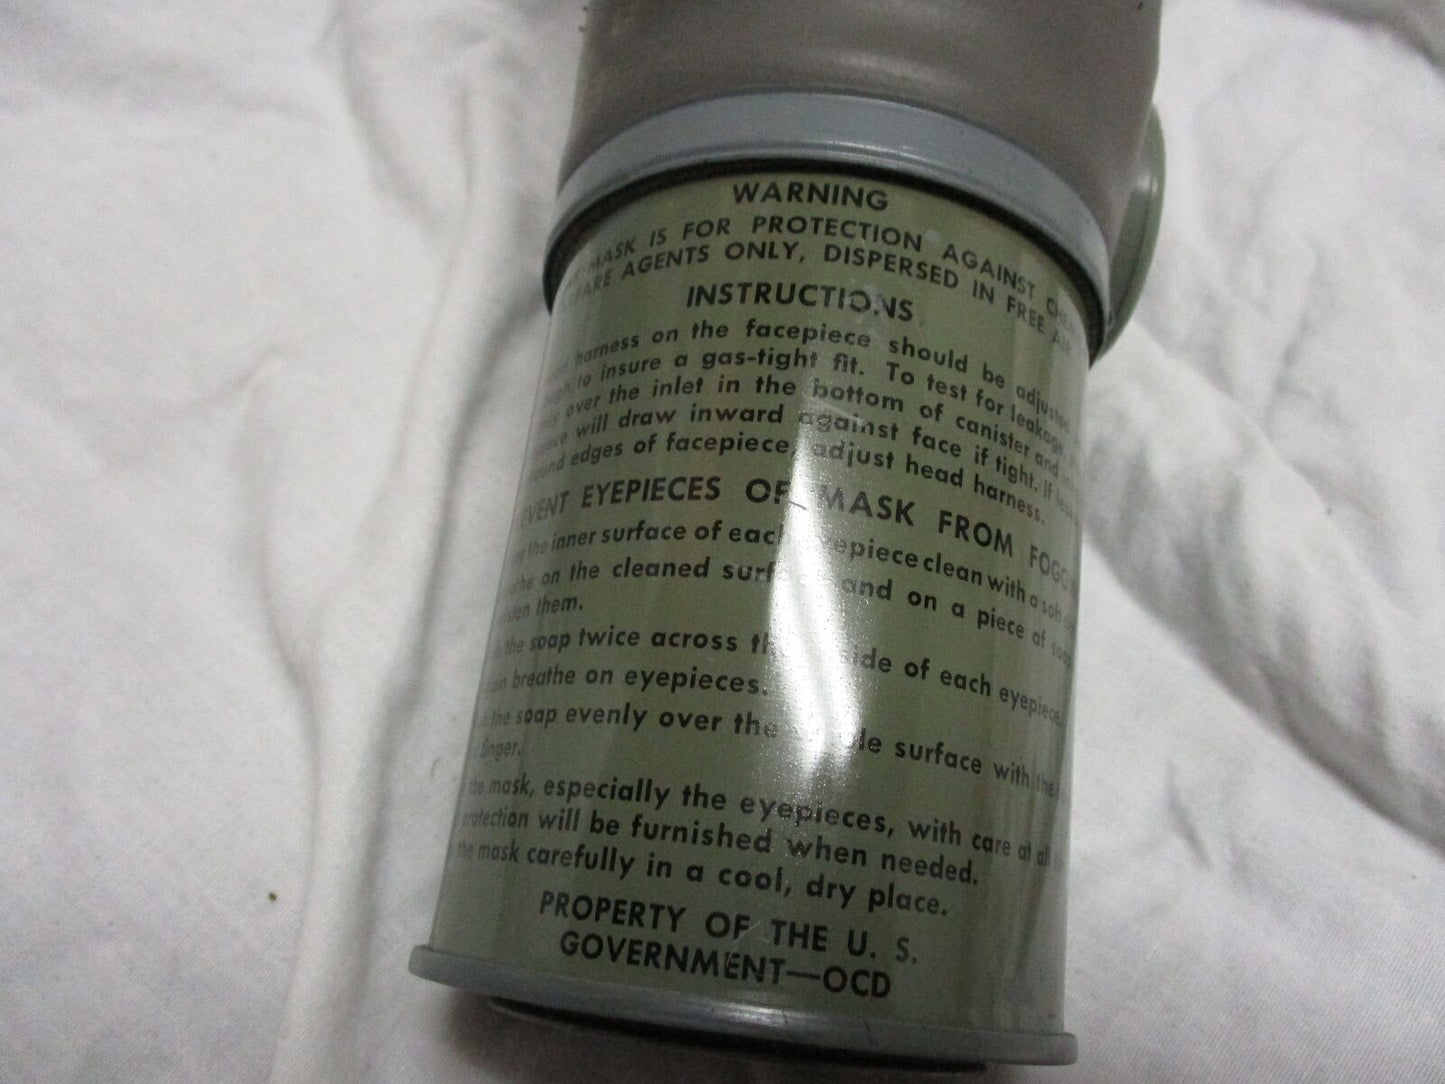 WARNING
MASK IS FOR PROTECTION AGAINST
AGENTS ONLY, DISPERSED IN FREE AIR
INSTRUCTIONS
harness on the facepiece should be adjusted
to insure a gas-tight fit. To test for leakage,
over the inlet in the bottom of canister and
will draw inward against face if tight. If
edges of facepiece, adjust head harness.
EYEPIECES OF MASK FROM
the inner surface of each clean with a soft
on the cleaned surface and on a piece of soap
them.
the soap twice across the of each eyepiece.
breathe on eyepieces.
the soap evenly over the surface with the
finger.
the mask, especially the eyepieces, with care at all
protection will be furnished when needed.
the mask carefully in a cool, dry place.
PROPERTY OF THE U. S.
GOVERNMENT—OCD